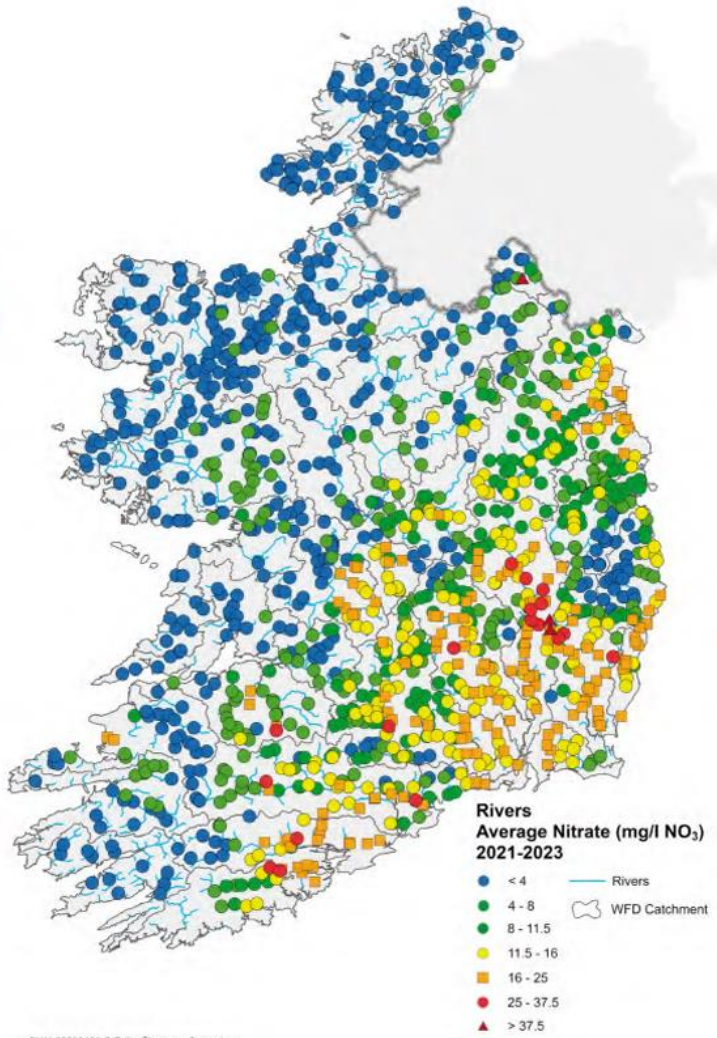 Rivers
Average Nitrate (mg/l NO₃)
2021-2023
< 4
Rivers
4 - 8
WFD Catchment
8 - 11.5
11.5 - 16
16 - 25
25 - 37.5
> 37.5